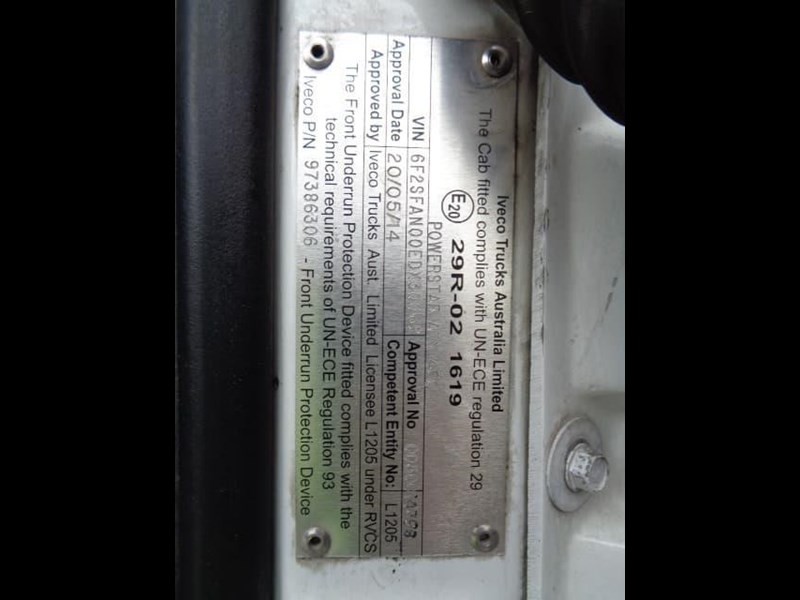 Iveco Trucks Australia Limited
The Cab fitted complies with UN-ECE regulation 29
E20 29R-02 1619
POWERSTAR
VIN Approval No
Approval Date 20/05/14 Competent Entity No: L1205
Approved by Iveco Trucks Aust. Limited Licensee L1205 under RVCS
The Front Underrun Protection Device fitted complies with the
technical requirements of UN-ECE Regulation 93
Iveco P/N 97386306 - Front Underrun Protection Device